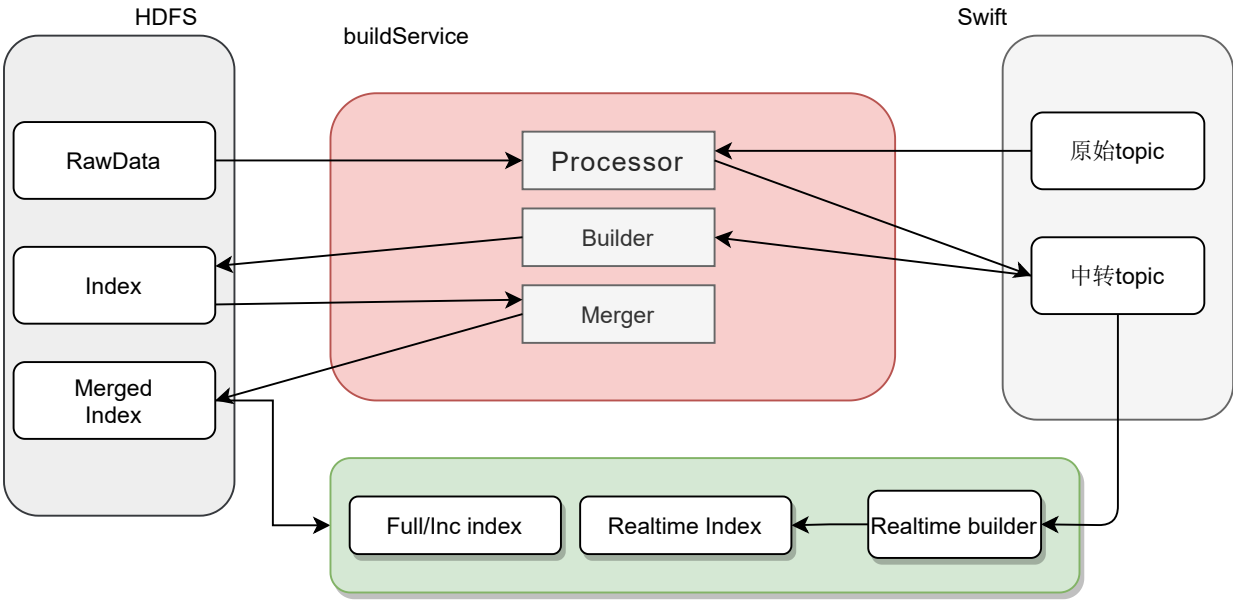 HDFS
buildService
Swift
RawData
Processor
原始topic
Index
Builder
中转topic
Merger
Merged
Index
Full/Inc index
Realtime Index
Realtime builder